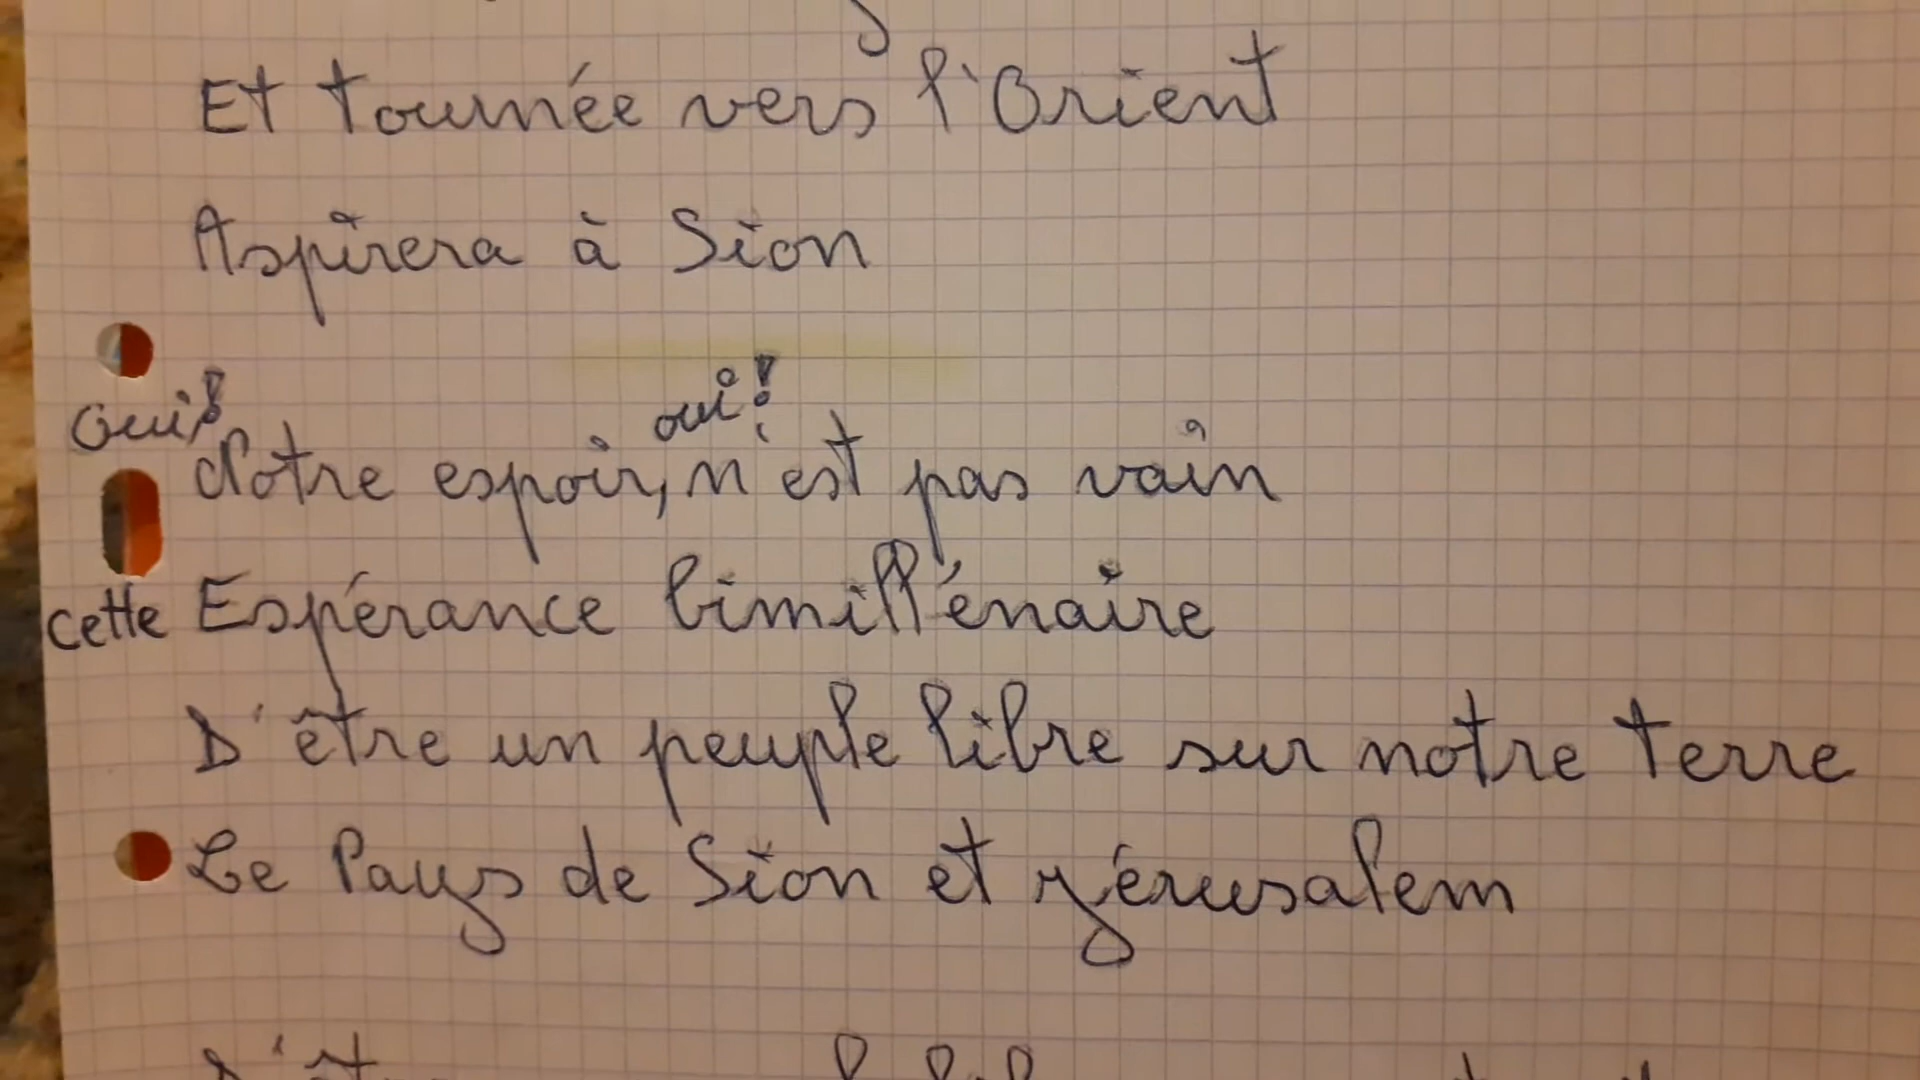 Et tournée vers l'Orient
Aspirera à Sion
oui! oui!
Notre espoir, n'est pas vain
cette Espérance bimillénaire
D'être un peuple libre sur notre terre
Le Pays de Sion et Jérusalem
D'être